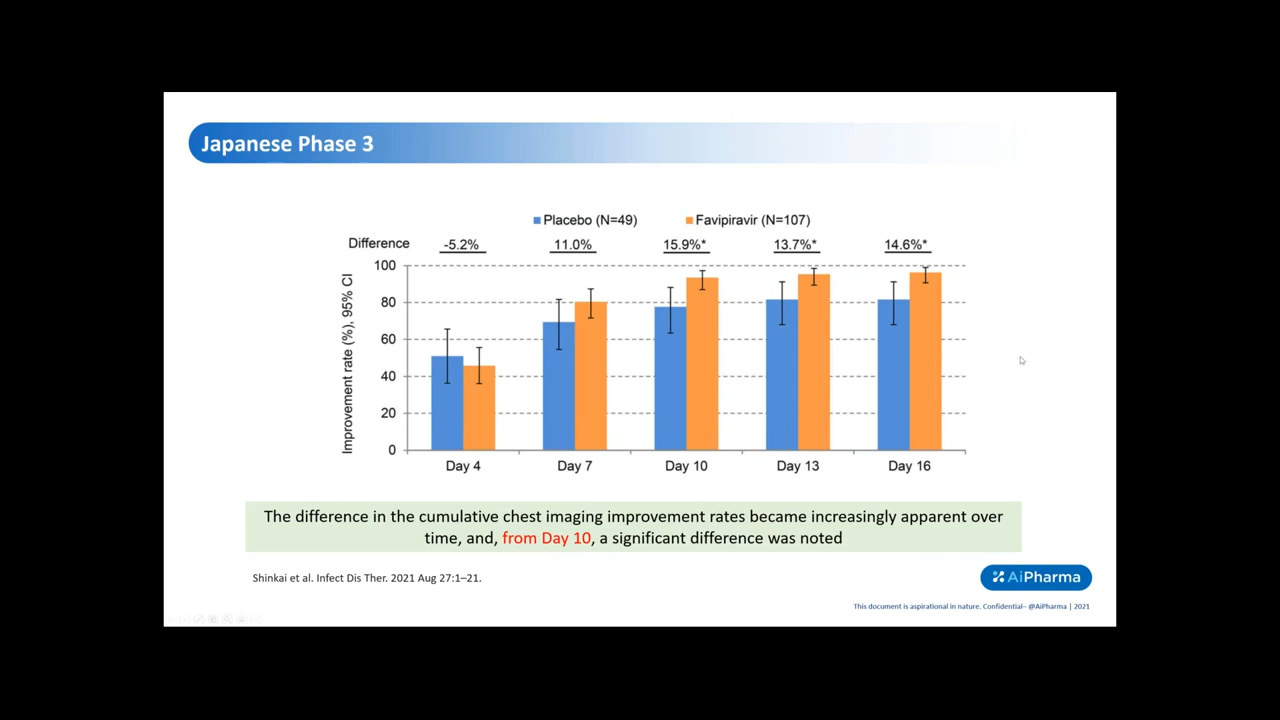 Japanese Phase 3
Placebo (N=49) Favipiravir (N=107)
Difference -5.2% 11.0% 15.9%* 13.7%* 14.6%*
Improvement rate (%), 95% CI
100
80
60
40
20
0
Day 4 Day 7 Day 10 Day 13 Day 16
The difference in the cumulative chest imaging improvement rates became increasingly apparent over
time, and, from Day 10, a significant difference was noted
Shinkai et al. Infect Dis Ther. 2021 Aug 27:1–21.
AiPharma
This document is aspirational in nature. Confidential– @AiPharma | 2021